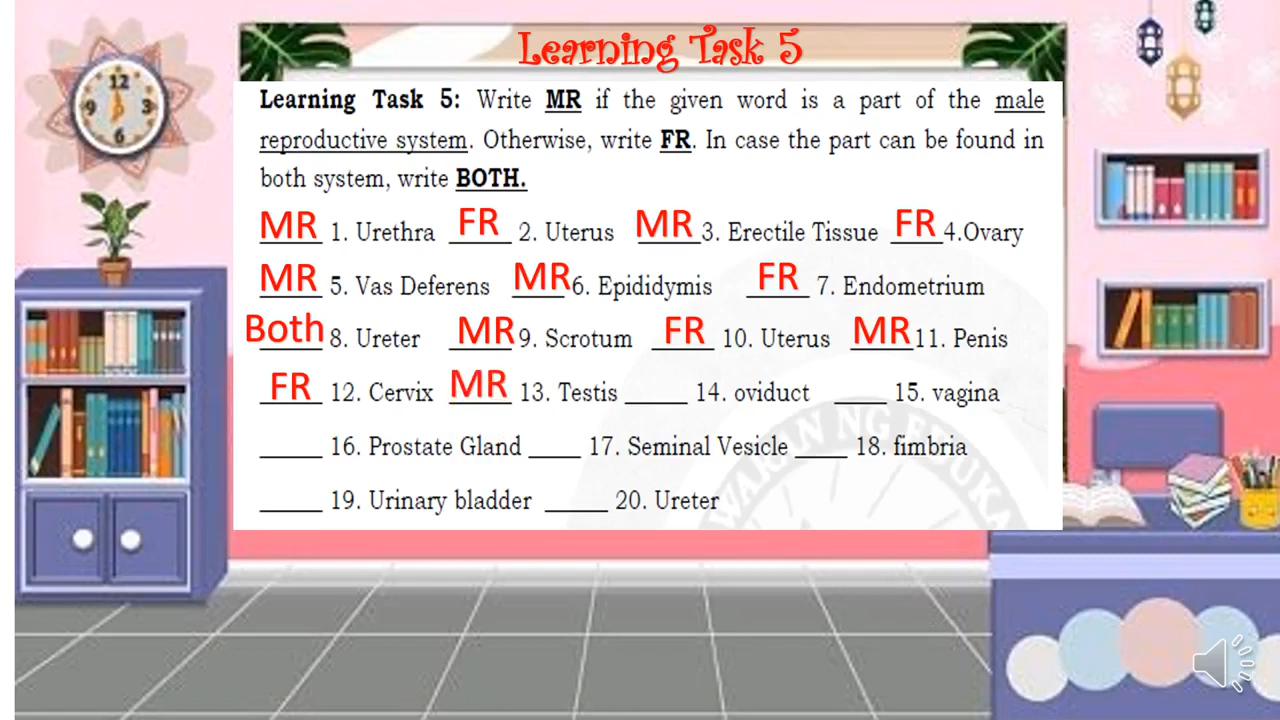 Learning Task 5
Learning Task 5: Write MR if the given word is a part of the male
reproductive system. Otherwise, write FR. In case the part can be found in
both system, write BOTH.
MR 1. Urethra FR 2. Uterus MR 3. Erectile Tissue FR 4.Ovary
MR 5. Vas Deferens MR 6. Epididymis FR 7. Endometrium
Both 8. Ureter MR 9. Scrotum FR 10. Uterus MR 11. Penis
FR 12. Cervix MR 13. Testis _____ 14. oviduct _____ 15. vagina
_____ 16. Prostate Gland _____ 17. Seminal Vesicle _____ 18. fimbria
_____ 19. Urinary bladder _____ 20. Ureter
12
9 3
6